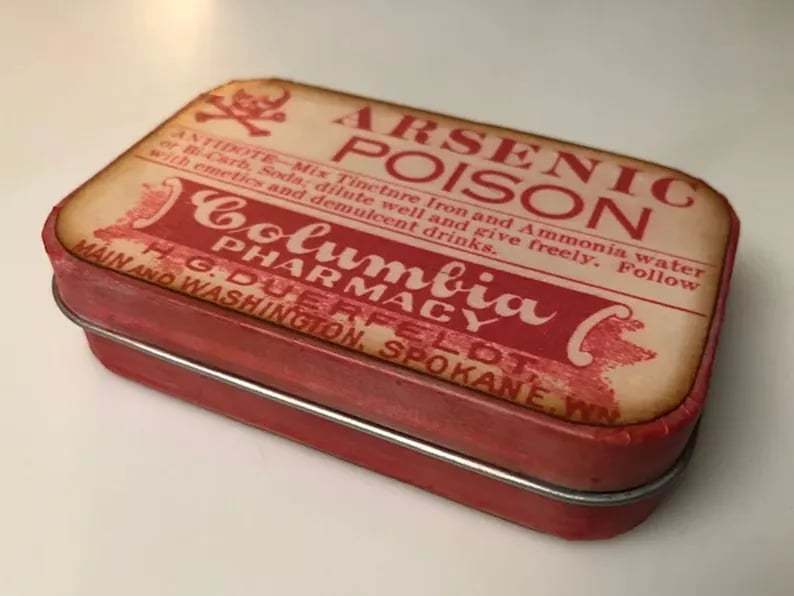 ARSENIC
POISON
ANTIDOTE—Mix Tincture Iron and Ammonia water
or Bi-Carb. Soda, dilute well and give freely. Follow
with emetics and demulcent drinks.
Columbia
PHARMACY
H. G. DUERFELDT,
MAIN AND WASHINGTON, SPOKANE, WN